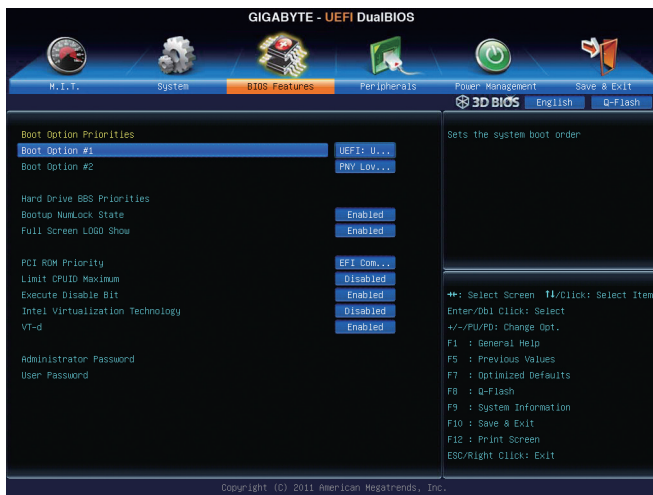 GIGABYTE - UEFI DualBIOS
M.I.T.
System
BIOS Features
Peripherals
Power Management
Save & Exit
3D BIOS
English
Q-Flash
Boot Option Priorities
Boot Option #1 UEFI: U...
Boot Option #2 PNY Lov...
Hard Drive BBS Priorities
Bootup NumLock State Enabled
Full Screen LOGO Show Enabled
PCI ROM Priority EFI Com...
Limit CPUID Maximum Disabled
Execute Disable Bit Enabled
Intel Virtualization Technology Disabled
VT-d Enabled
Administrator Password
User Password
Sets the system boot order
→←: Select Screen ↑↓/Click: Select Item
Enter/Dbl Click: Select
+/-/PU/PD: Change Opt.
F1 : General Help
F5 : Previous Values
F7 : Optimized Defaults
F8 : Q-Flash
F9 : System Information
F10 : Save & Exit
F12 : Print Screen
ESC/Right Click: Exit
Copyright (C) 2011 American Megatrends, Inc.